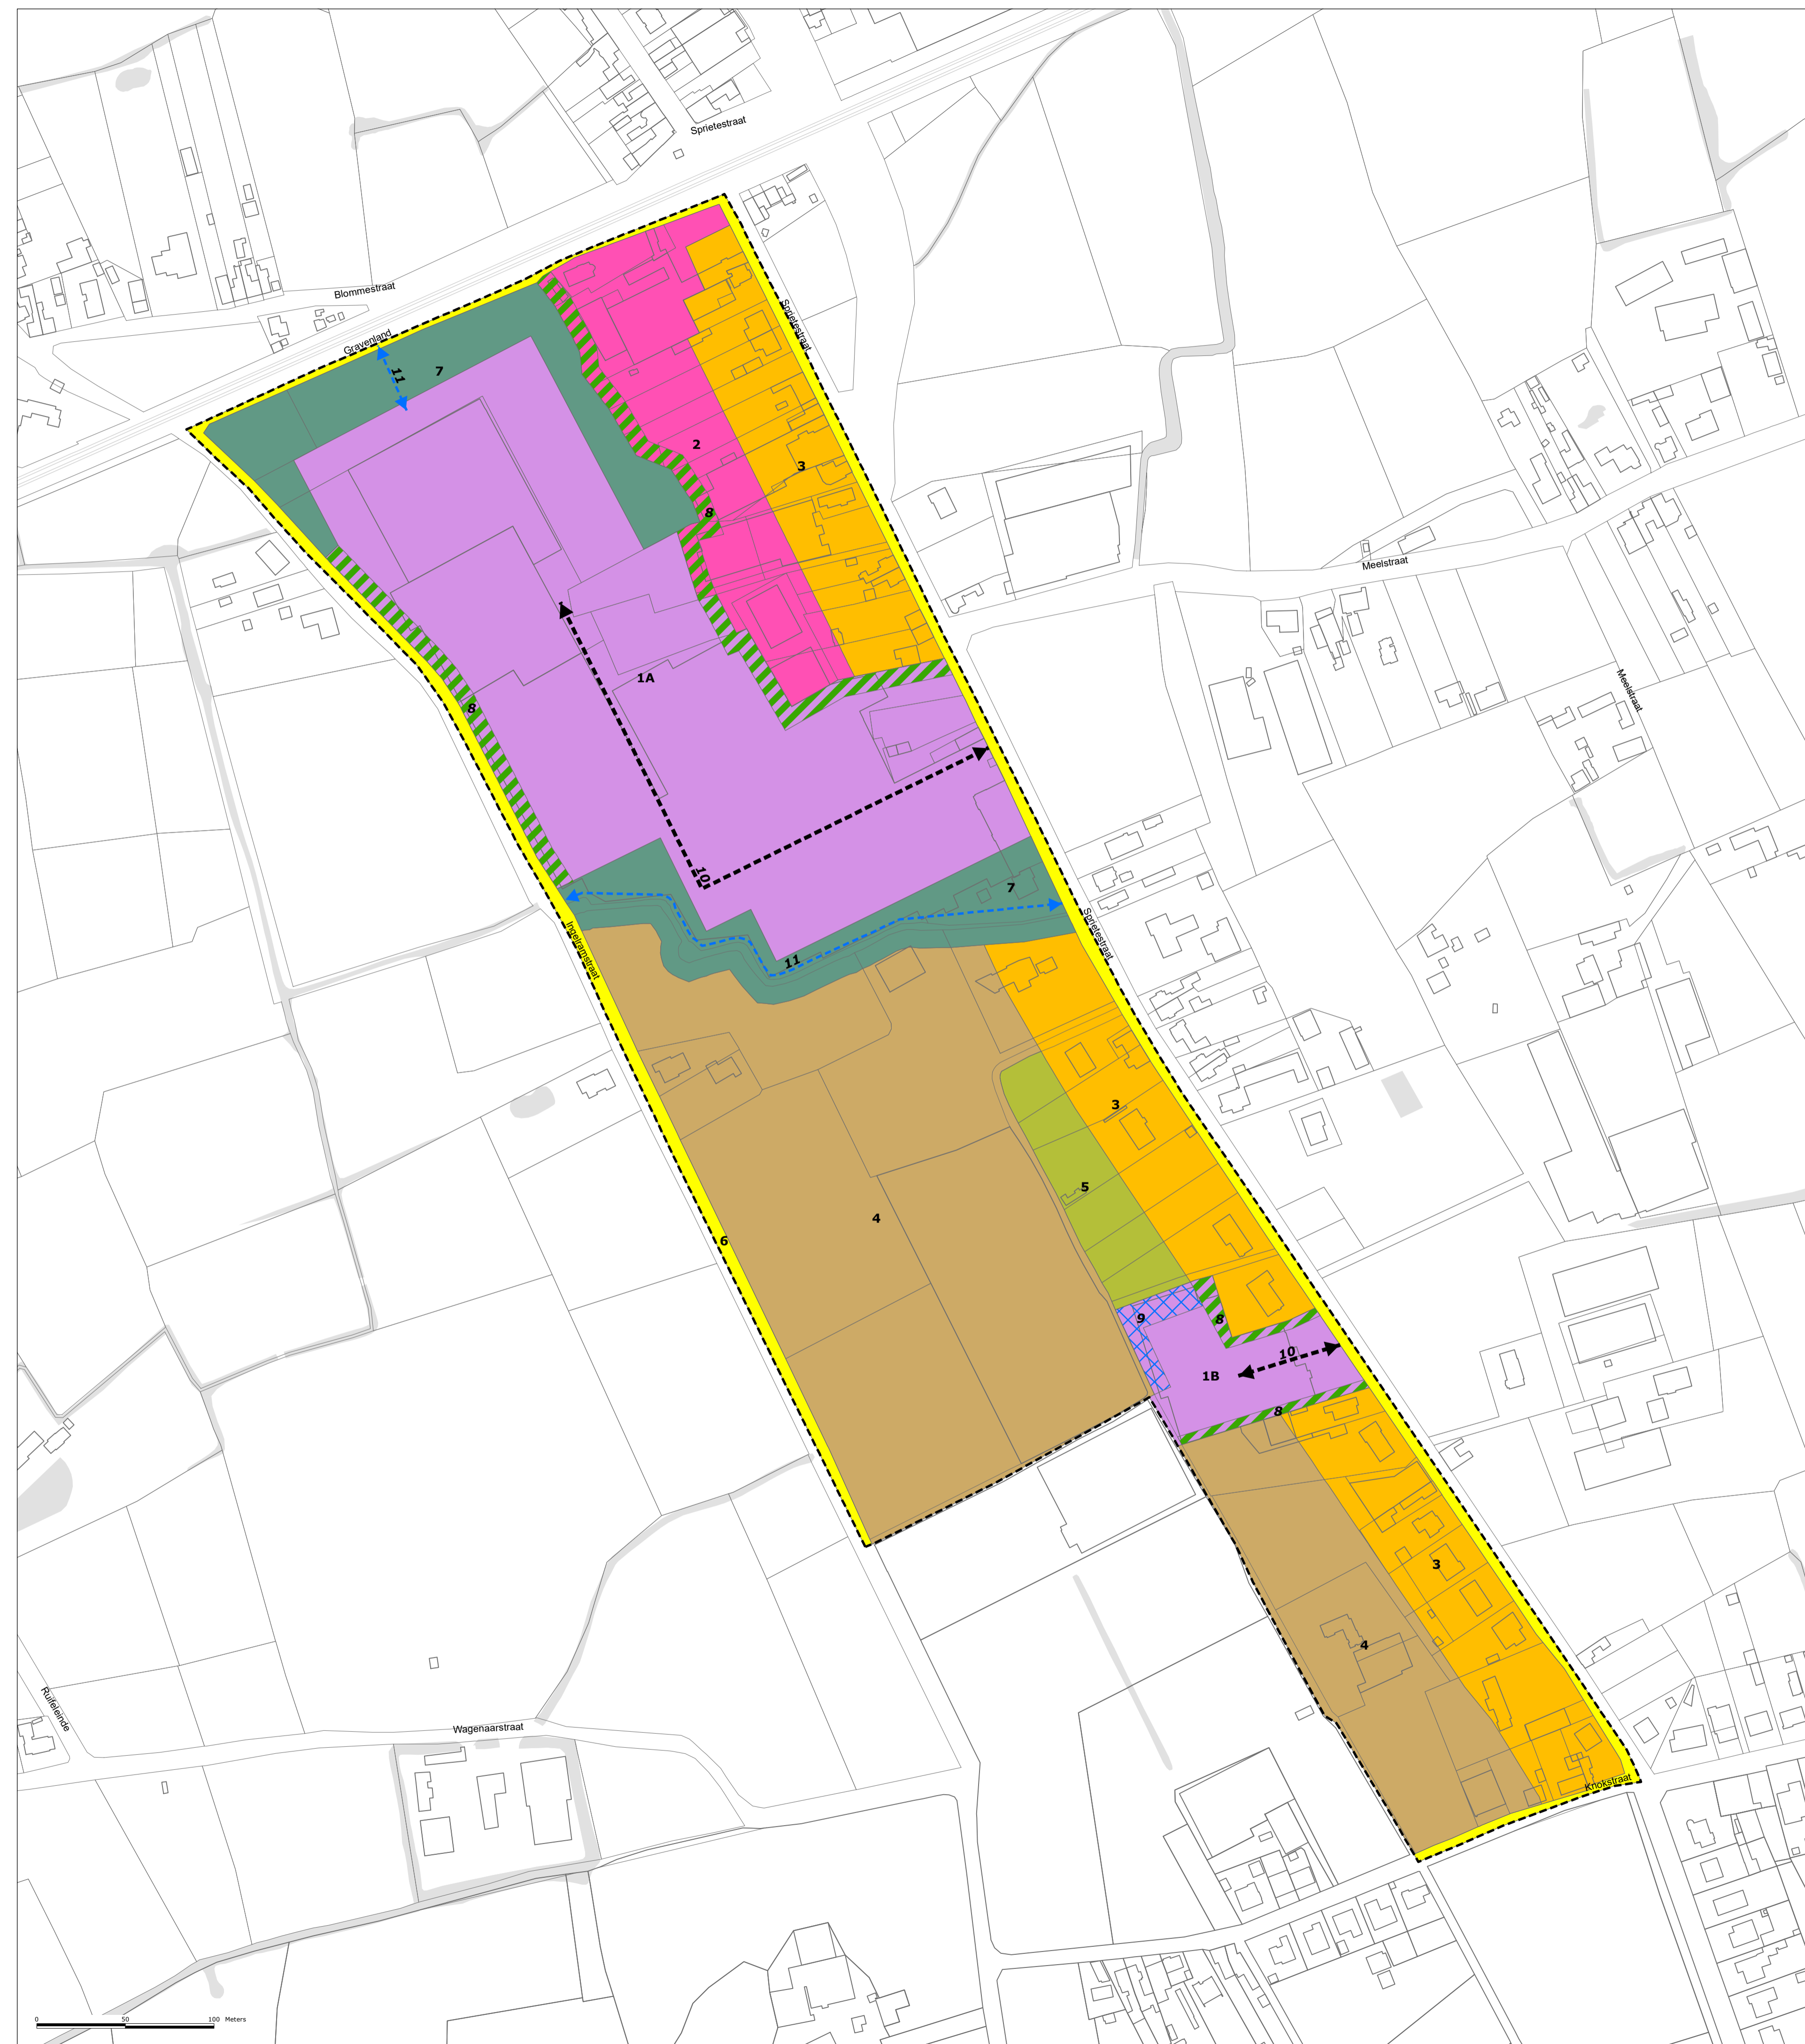 Sprietestraat
Blommestraat
Gravenland
Sprietestraat
7
11
2
3
8
Meelstraat
1A
Meelstraat
8
10
7
Sprietestraat
Ingelramstraat
11
3
5
4
6
9
8
10
1B
8
3
4
Ruifeleinde
Wagenaarstraat
Knokstraat
0 50 100 Meters